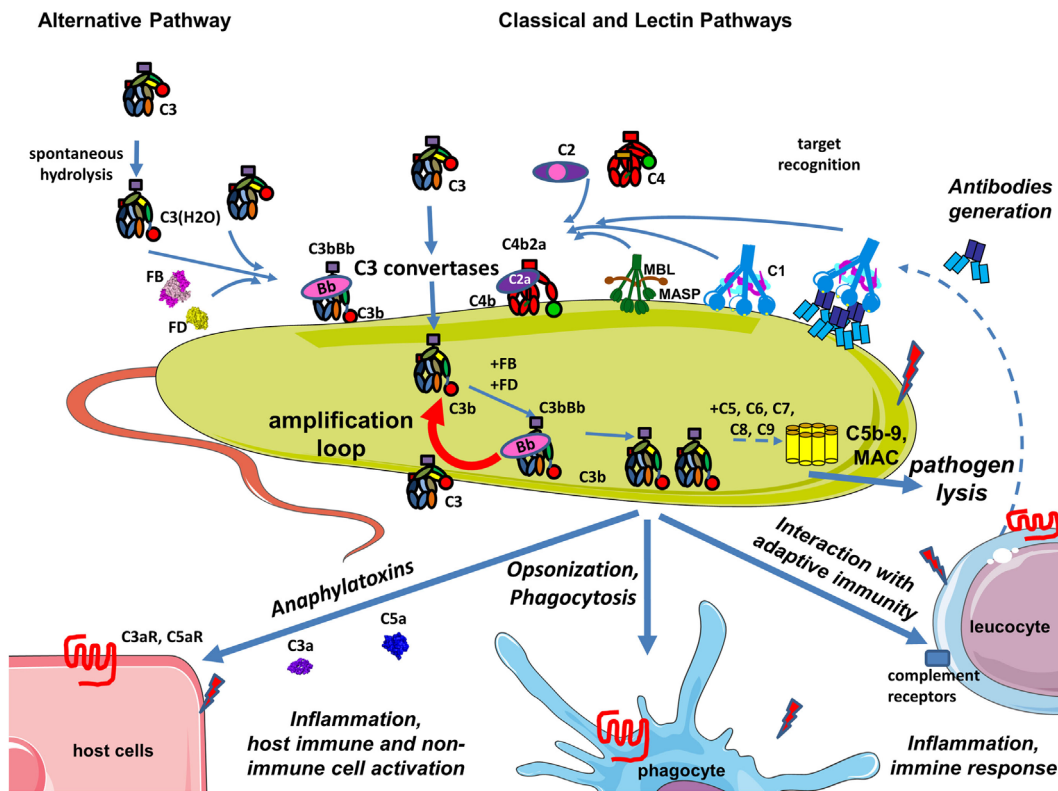 Alternative Pathway
Classical and Lectin Pathways
C3
spontaneous
hydrolysis
C3(H2O)
FB
FD
C3
C2
C4
target
recognition
Antibodies
generation
C3bBb
Bb
C3b
C3 convertases
C4b2a
C2a
C4b
MBL
MASP
C1
+FB
+FD
C3b
C3bBb
Bb
amplification
loop
C3
C3b
+C5, C6, C7,
C8, C9
C5b-9,
MAC
pathogen
lysis
Anaphylatoxins
Opsonization,
Phagocytosis
Interaction with
adaptive immunity
C3aR, C5aR
C3a
C5a
leucocyte
complement
receptors
host cells
Inflammation,
host immune and non-
immune cell activation
phagocyte
Inflammation,
immine response